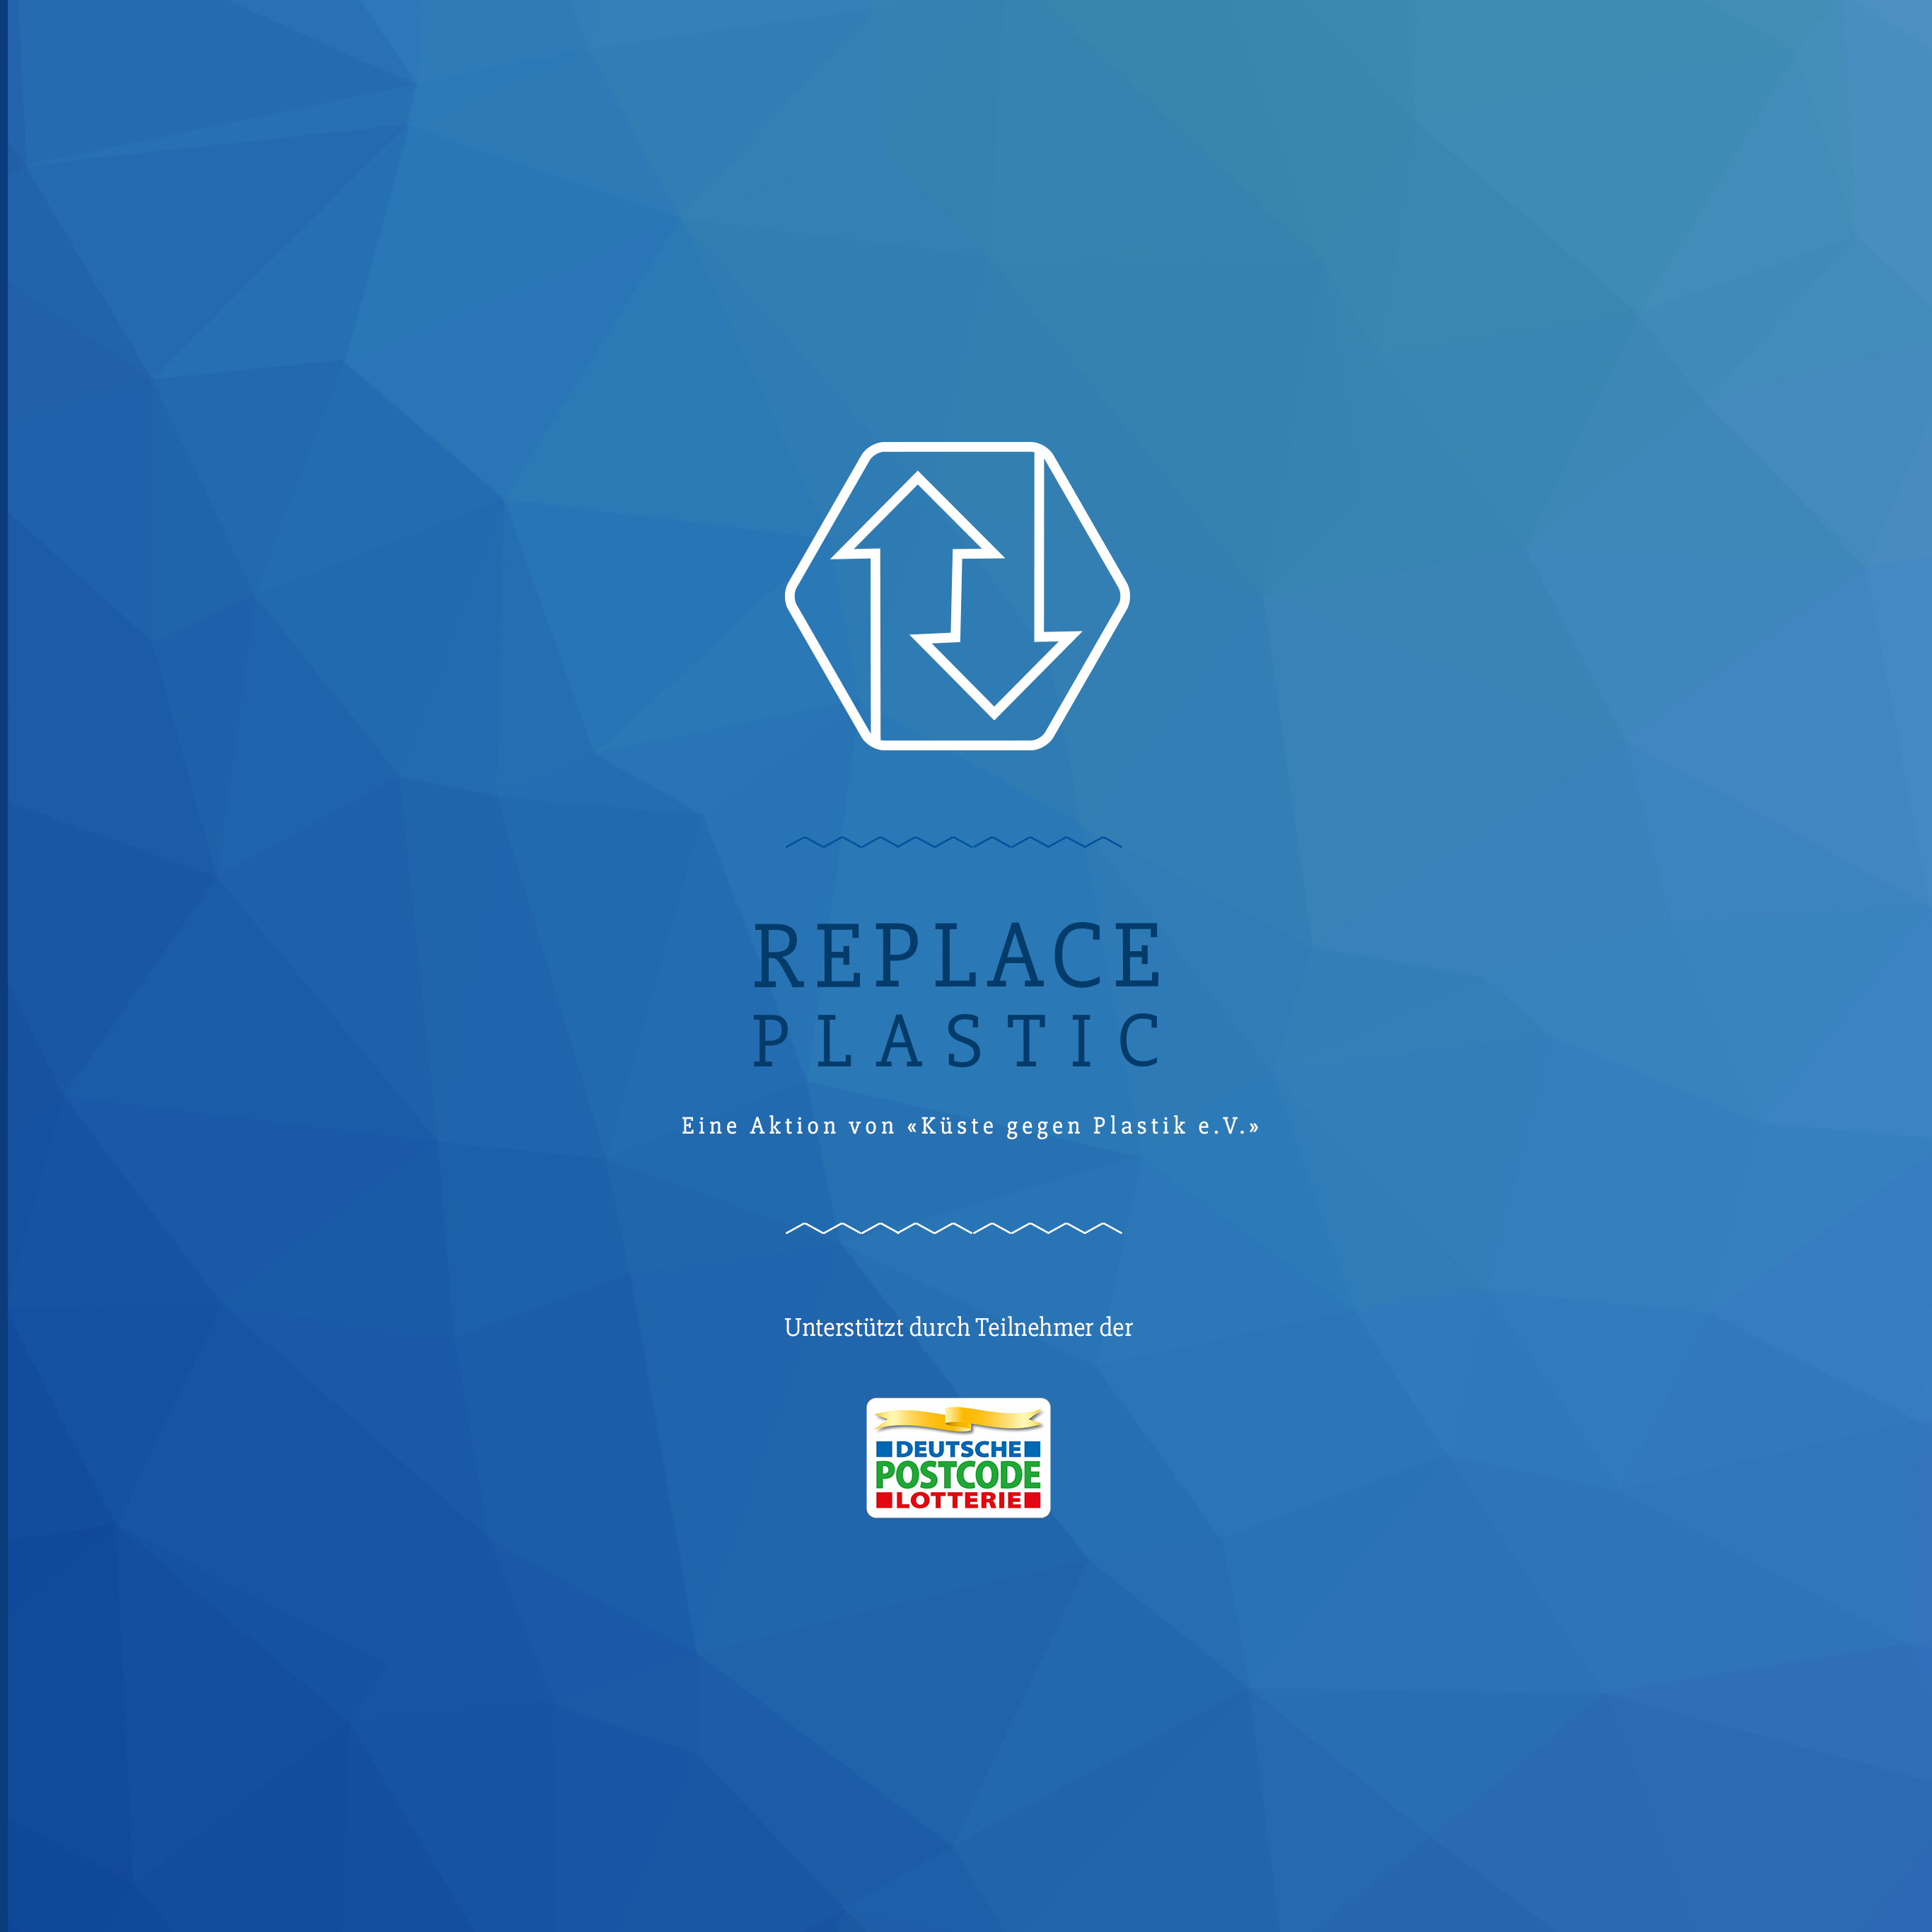 REPLACE
PLASTIC
Eine Aktion von «Küste gegen Plastik e.V.»
Unterstützt durch Teilnehmer der
DEUTSCHE
POSTCODE
LOTTERIE